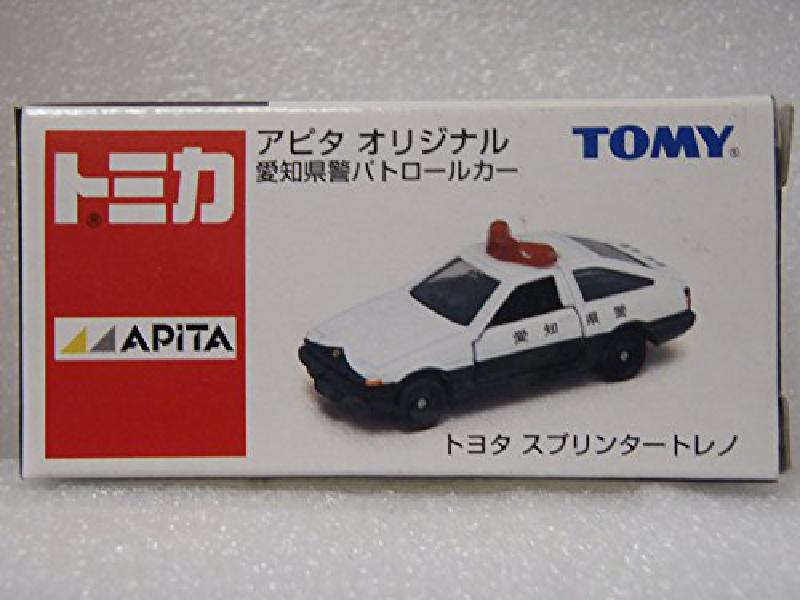 トミカ®
アピタ オリジナル
愛知県警パトロールカー
TOMY®
APiTA
愛知県警
トヨタ スプリンタートレノ